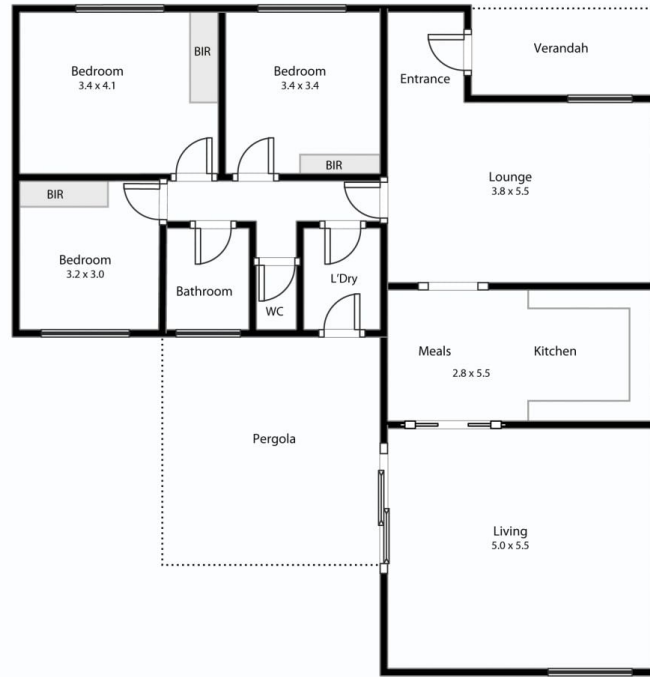 Bedroom
3.4 x 4.1
BIR
Bedroom
3.4 x 3.4
BIR
Entrance
Verandah
Lounge
3.8 x 5.5
BIR
Bedroom
3.2 x 3.0
Bathroom
WC
L'Dry
Meals
Kitchen
2.8 x 5.5
Pergola
Living
5.0 x 5.5